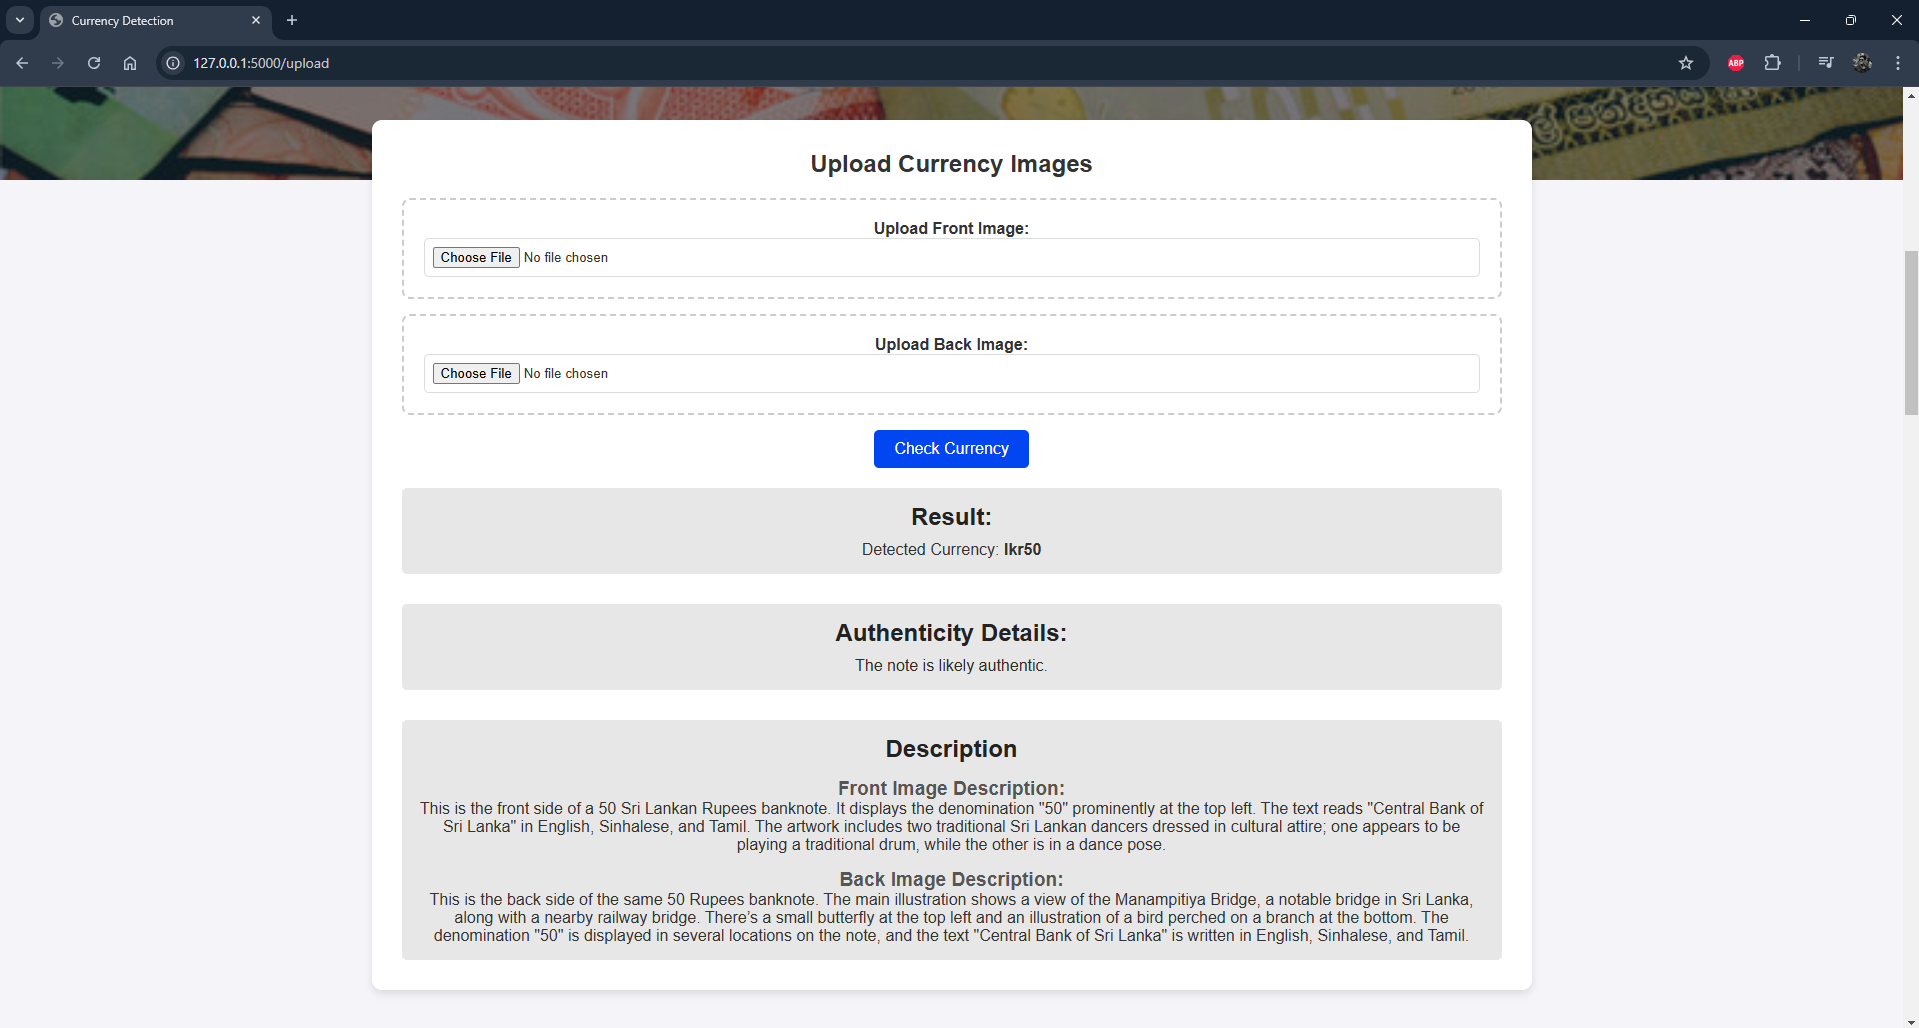 Currency Detection
127.0.0.1:5000/upload
ABP
Upload Currency Images
Upload Front Image:
Choose File No file chosen
Upload Back Image:
Choose File No file chosen
Check Currency
Result:
Detected Currency: lkr50
Authenticity Details:
The note is likely authentic.
Description
Front Image Description:
This is the front side of a 50 Sri Lankan Rupees banknote. It displays the denomination "50" prominently at the top left. The text reads "Central Bank of
Sri Lanka" in English, Sinhalese, and Tamil. The artwork includes two traditional Sri Lankan dancers dressed in cultural attire; one appears to be
playing a traditional drum, while the other is in a dance pose.
Back Image Description:
This is the back side of the same 50 Rupees banknote. The main illustration shows a view of the Manampitiya Bridge, a notable bridge in Sri Lanka,
along with a nearby railway bridge. There’s a small butterfly at the top left and an illustration of a bird perched on a branch at the bottom. The
denomination "50" is displayed in several locations on the note, and the text "Central Bank of Sri Lanka" is written in English, Sinhalese, and Tamil.